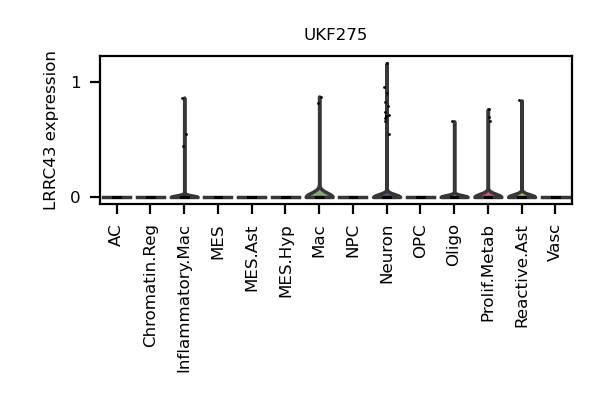 UKF275
LRRC43 expression
1
0
AC
Chromatin.Reg
Inflammatory.Mac
MES
MES.Ast
MES.Hyp
Mac
NPC
Neuron
OPC
Oligo
Prolif.Metab
Reactive.Ast
Vasc